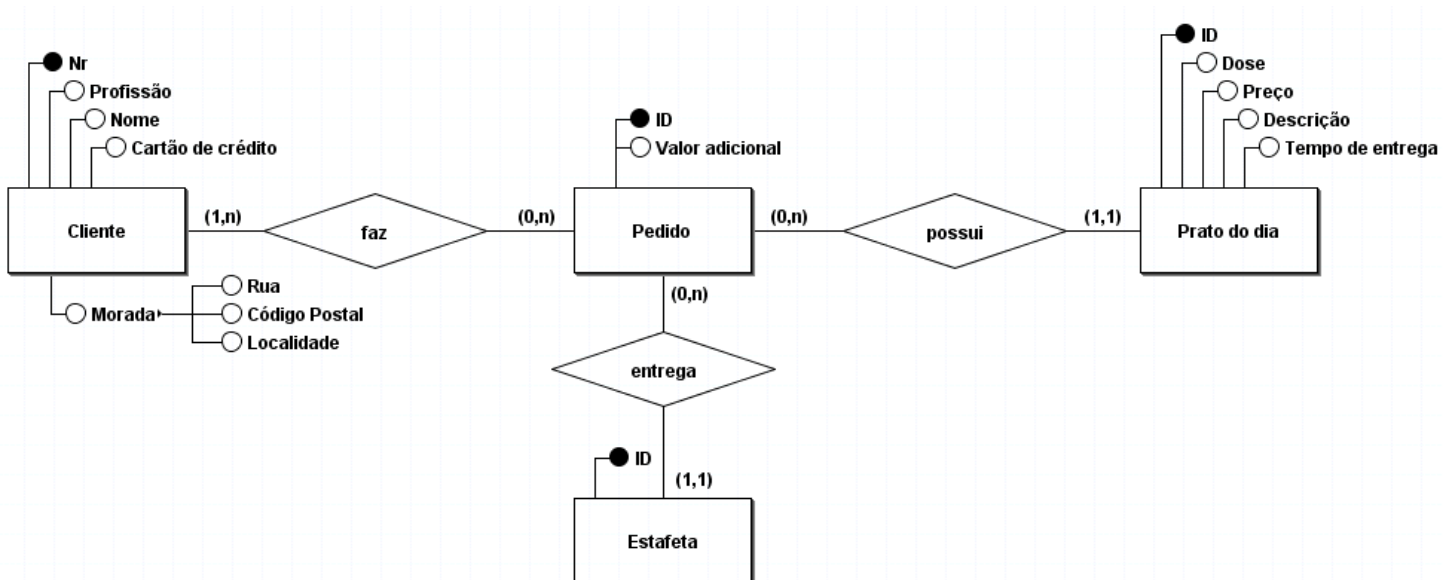 Nr
Profissão
Nome
Cartão de crédito
Cliente
Morada
Rua
Código Postal
Localidade
(1,n)
faz
(0,n)
ID
Valor adicional
Pedido
(0,n)
possui
(1,1)
ID
Dose
Preço
Descrição
Tempo de entrega
Prato do dia
(0,n)
entrega
(1,1)
ID
Estafeta